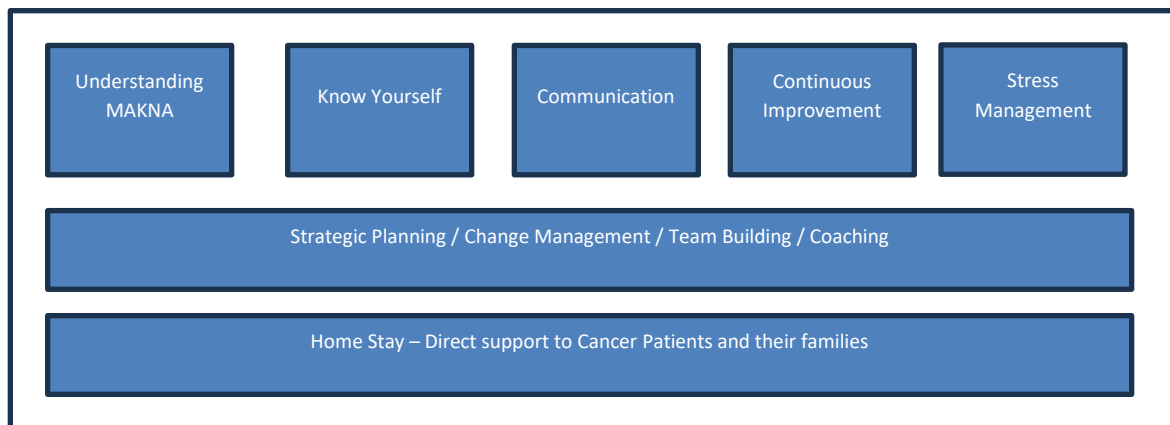 Understanding
MAKNA
Know Yourself
Communication
Continuous
Improvement
Stress
Management
Strategic Planning / Change Management / Team Building / Coaching
Home Stay – Direct support to Cancer Patients and their families